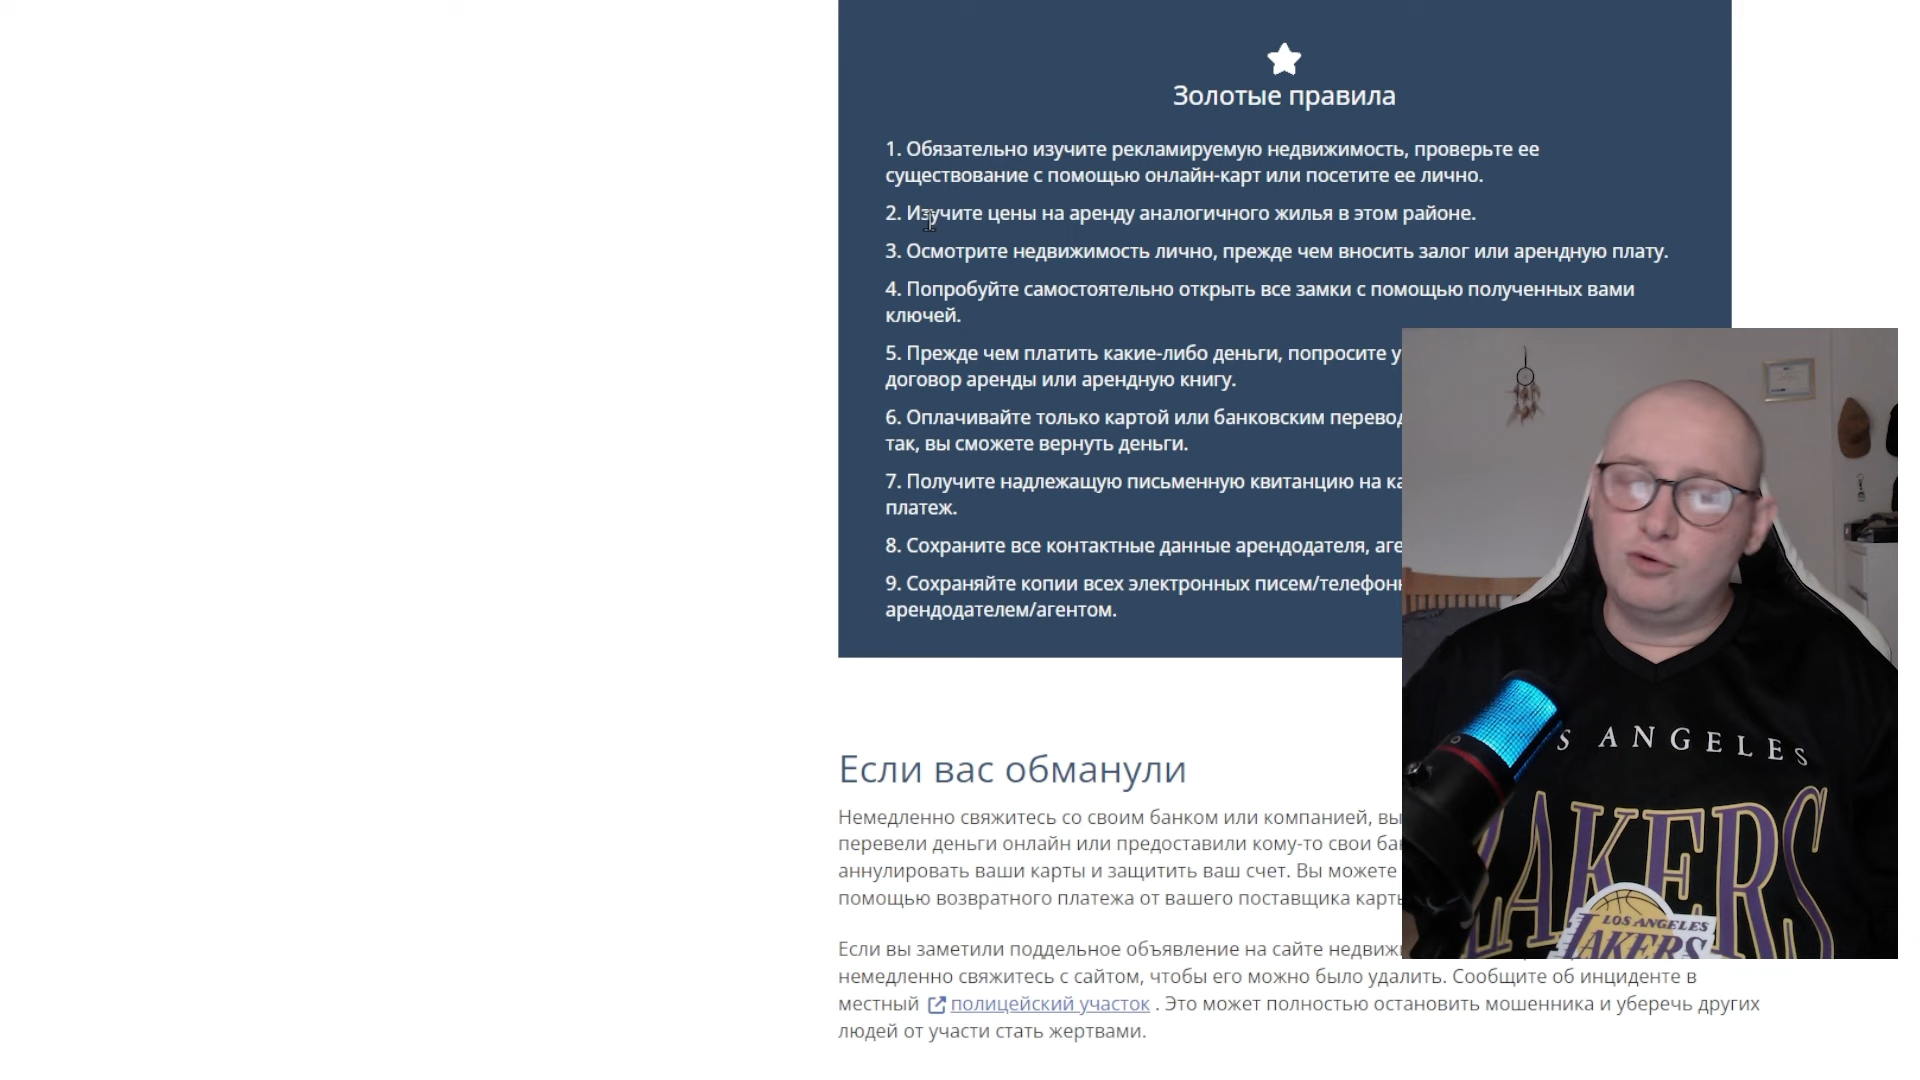 Золотые правила
1. Обязательно изучите рекламируемую недвижимость, проверьте ее
существование с помощью онлайн-карт или посетите ее лично.
2. Изучите цены на аренду аналогичного жилья в этом районе.
3. Осмотрите недвижимость лично, прежде чем вносить залог или арендную плату.
4. Попробуйте самостоятельно открыть все замки с помощью полученных вами
ключей.
5. Прежде чем платить какие-либо деньги, попросите
договор аренды или арендную книгу.
6. Оплачивайте только картой или банковским
так, вы сможете вернуть деньги.
7. Получите надлежащую письменную квитанцию на
платеж.
8. Сохраните все контактные данные арендодателя,
9. Сохраняйте копии всех электронных
арендодателем/агентом.
Если вас обманули
Немедленно свяжитесь со своим банком или компанией,
перевели деньги онлайн или предоставили кому-то свои
аннулировать ваши карты и защитить ваш счет. Вы можете
помощью возвратного платежа от вашего поставщика
Если вы заметили поддельное объявление на сайте
немедленно свяжитесь с сайтом, чтобы его можно было удалить. Сообщите об инциденте в
местный полицейский участок . Это может полностью остановить мошенника и уберечь других
людей от участи стать жертвами.
ANGELES
LAKERS
LOS ANGELES
LAKERS